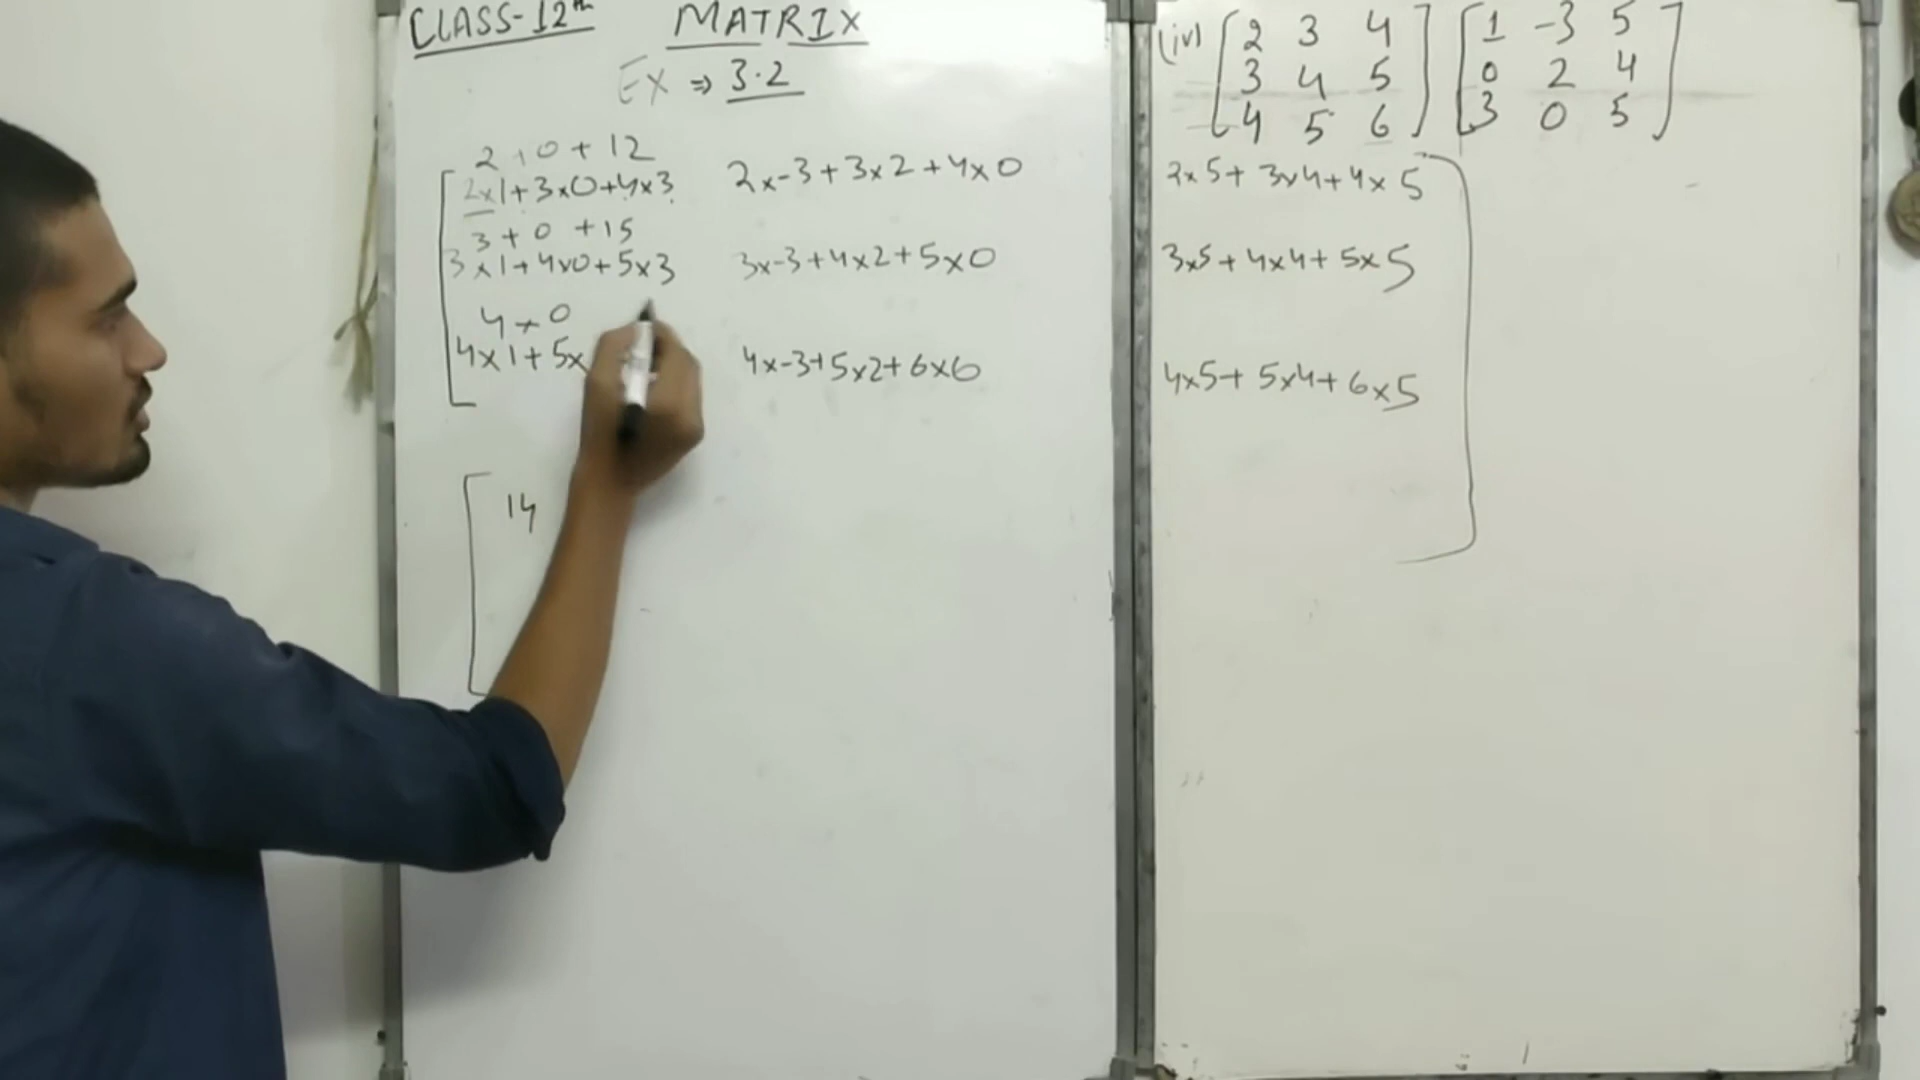 CLASS-12th MATRIX
EX ⇒ 3.2
(iv) [2 3 4] [1 -3 5]
3 4 5 0 2 4
4 5 6 3 0 5
2+0+12
2x1+3x0+4x3 2x-3+3x2+4x0 2x5+3x4+4x5
3+0+15
3x1+4x0+5x3 3x-3+4x2+5x0 3x5+4x4+5x5
4+0
4x1+5x 4x-3+5x2+6x0 4x5+5x4+6x5
14